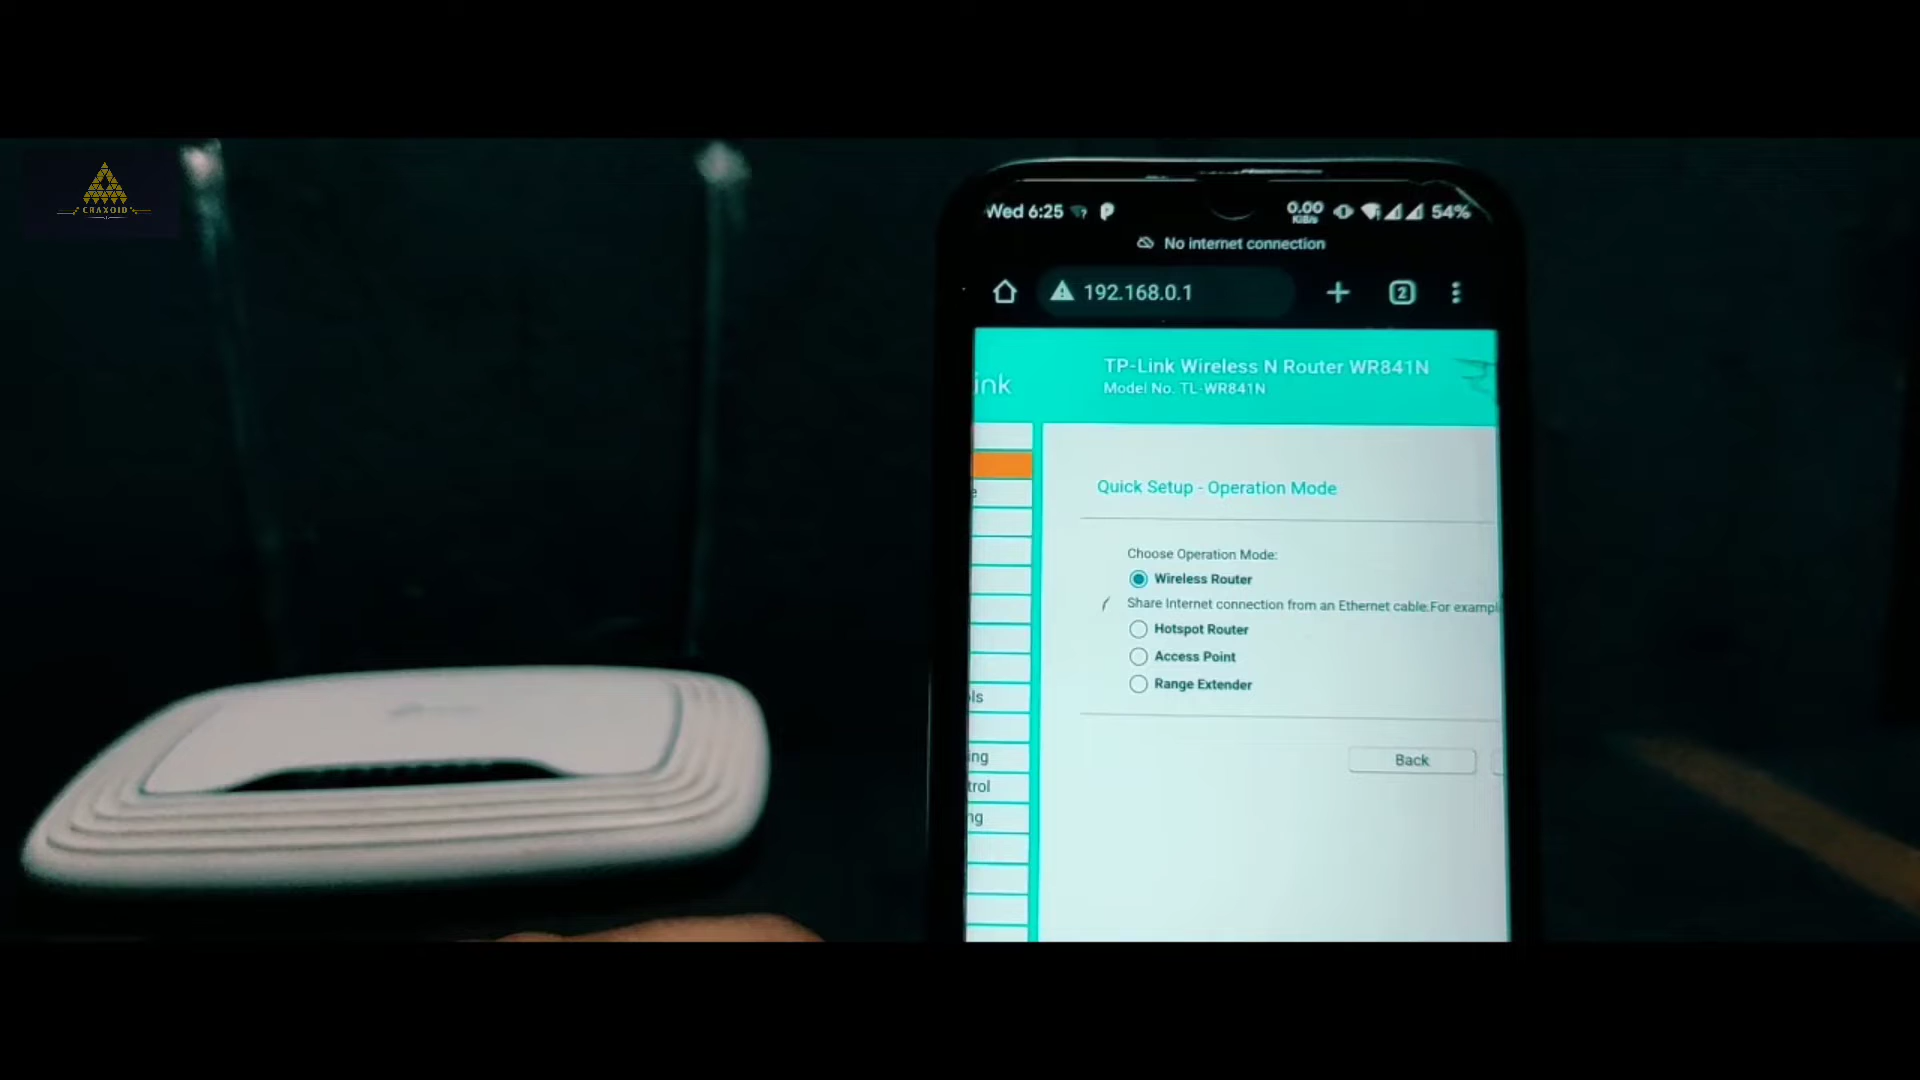 CRAXOID
Wed 6:25
0.00
KiB/s
54%
No internet connection
192.168.0.1
2
ink
TP-Link Wireless N Router WR841N
Model No. TL-WR841N
Quick Setup - Operation Mode
Choose Operation Mode:
Wireless Router
Share Internet connection from an Ethernet cable.For exampl
Hotspot Router
Access Point
Range Extender
Back
e
ls
ing
trol
ng